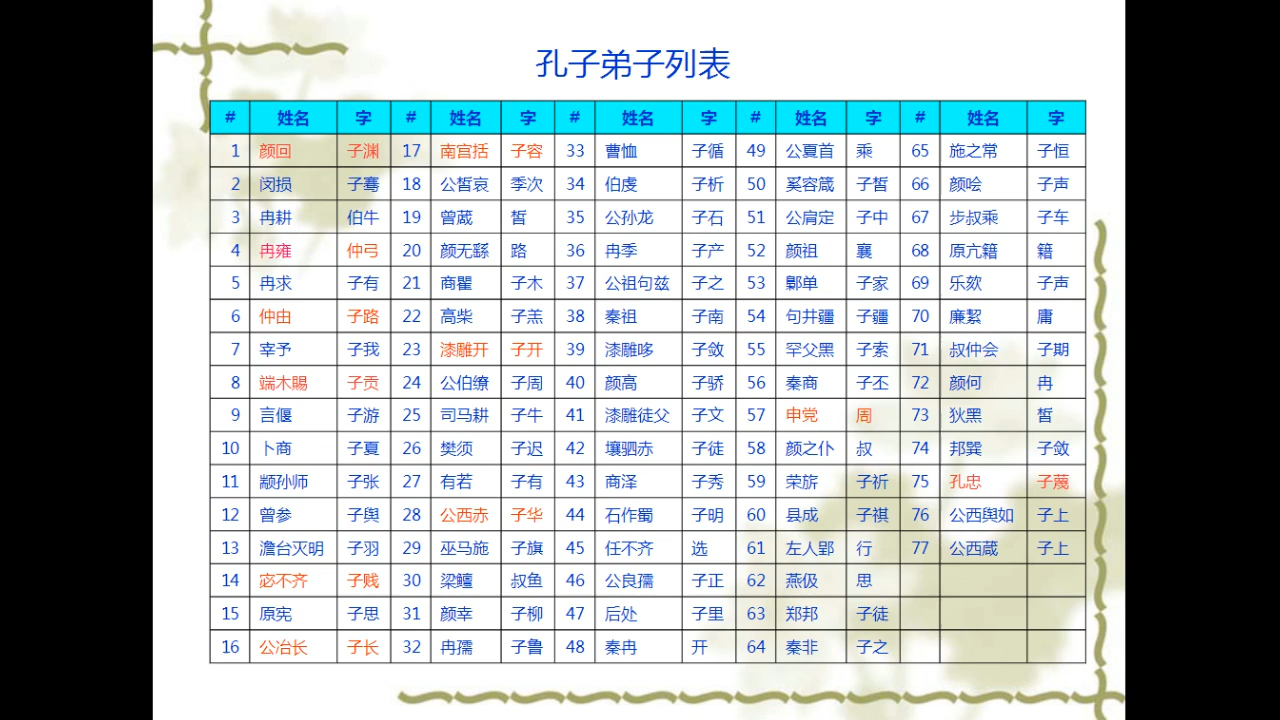 孔子弟子列表
# 姓名 字 # 姓名 字 # 姓名 字 # 姓名 字 # 姓名 字
1 颜回 子渊 17 南宫括 子容 33 曹恤 子循 49 公夏首 乘 65 施之常 子恒
2 闵损 子骞 18 公皙哀 季次 34 伯虔 子析 50 奚容箴 子皙 66 颜哙 子声
3 冉耕 伯牛 19 曾蒧 皙 35 公孙龙 子石 51 公肩定 子中 67 步叔乘 子车
4 冉雍 仲弓 20 颜无繇 路 36 冉季 子产 52 颜祖 襄 68 原亢籍 籍
5 冉求 子有 21 商瞿 子木 37 公祖句兹 子之 53 鄡单 子家 69 乐欬 子声
6 仲由 子路 22 高柴 子羔 38 秦祖 子南 54 句井疆 子疆 70 廉絜 庸
7 宰予 子我 23 漆雕开 子开 39 漆雕哆 子敛 55 罕父黑 子索 71 叔仲会 子期
8 端木賜 子贡 24 公伯缭 子周 40 颜高 子骄 56 秦商 子丕 72 颜何 冉
9 言偃 子游 25 司马耕 子牛 41 漆雕徒父 子文 57 申党 周 73 狄黑 皙
10 卜商 子夏 26 樊须 子迟 42 壤驷赤 子徒 58 颜之仆 叔 74 邦巽 子敛
11 颛孙师 子张 27 有若 子有 43 商泽 子秀 59 荣旂 子祈 75 孔忠 子蔑
12 曾参 子舆 28 公西赤 子华 44 石作蜀 子明 60 县成 子祺 76 公西舆如 子上
13 澹台灭明 子羽 29 巫马施 子旗 45 任不齐 选 61 左人郢 行 77 公西蒧 子上
14 宓不齐 子贱 30 梁鳣 叔鱼 46 公良孺 子正 62 燕伋 思
15 原宪 子思 31 颜幸 子柳 47 后处 子里 63 郑邦 子徒
16 公冶长 子长 32 冉孺 子鲁 48 秦冉 开 64 秦非 子之